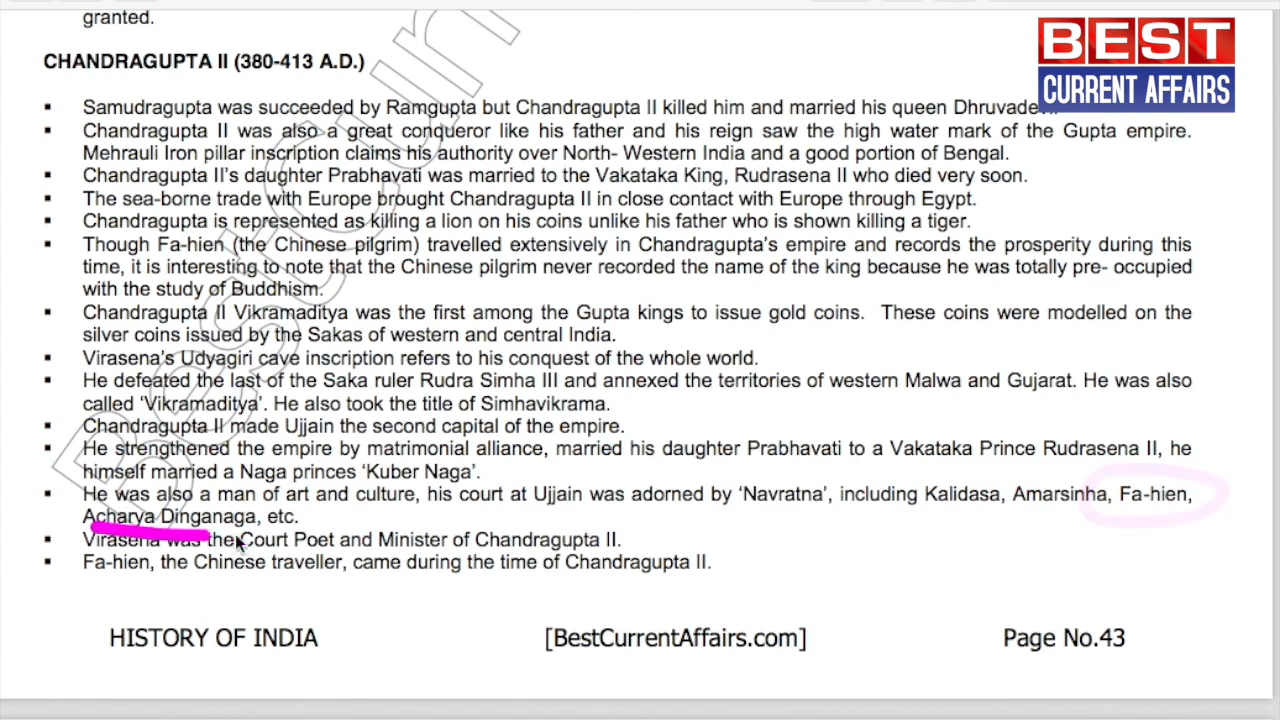 granted.
BEST
CURRENT AFFAIRS
CHANDRAGUPTA II (380-413 A.D.)
▪ Samudragupta was succeeded by Ramgupta but Chandragupta II killed him and married his queen
▪ Chandragupta II was also a great conqueror like his father and his reign saw the high water mark of the Gupta empire.
Mehrauli Iron pillar inscription claims his authority over North- Western India and a good portion of Bengal.
▪ Chandragupta II's daughter Prabhavati was married to the Vakataka King, Rudrasena II who died very soon.
▪ The sea-borne trade with Europe brought Chandragupta II in close contact with Europe through Egypt.
▪ Chandragupta is represented as killing a lion on his coins unlike his father who is shown killing a tiger.
▪ Though Fa-hien (the Chinese pilgrim) travelled extensively in Chandragupta's empire and records the prosperity during this
time, it is interesting to note that the Chinese pilgrim never recorded the name of the king because he was totally pre- occupied
with the study of Buddhism.
▪ Chandragupta II Vikramaditya was the first among the Gupta kings to issue gold coins. These coins were modelled on the
silver coins issued by the Sakas of western and central India.
▪ Virasena's Udyagiri cave inscription refers to his conquest of the whole world.
▪ He defeated the last of the Saka ruler Rudra Simha III and annexed the territories of western Malwa and Gujarat. He was also
called 'Vikramaditya'. He also took the title of Simhavikrama.
▪ Chandragupta II made Ujjain the second capital of the empire.
▪ He strengthened the empire by matrimonial alliance, married his daughter Prabhavati to a Vakataka Prince Rudrasena II, he
himself married a Naga princes 'Kuber Naga'.
▪ He was also a man of art and culture, his court at Ujjain was adorned by 'Navratna', including Kalidasa, Amarsinha, Fa-hien,
Acharya Dinganaga, etc.
▪ Virasena was the Court Poet and Minister of Chandragupta II.
▪ Fa-hien, the Chinese traveller, came during the time of Chandragupta II.
HISTORY OF INDIA [BestCurrentAffairs.com] Page No.43